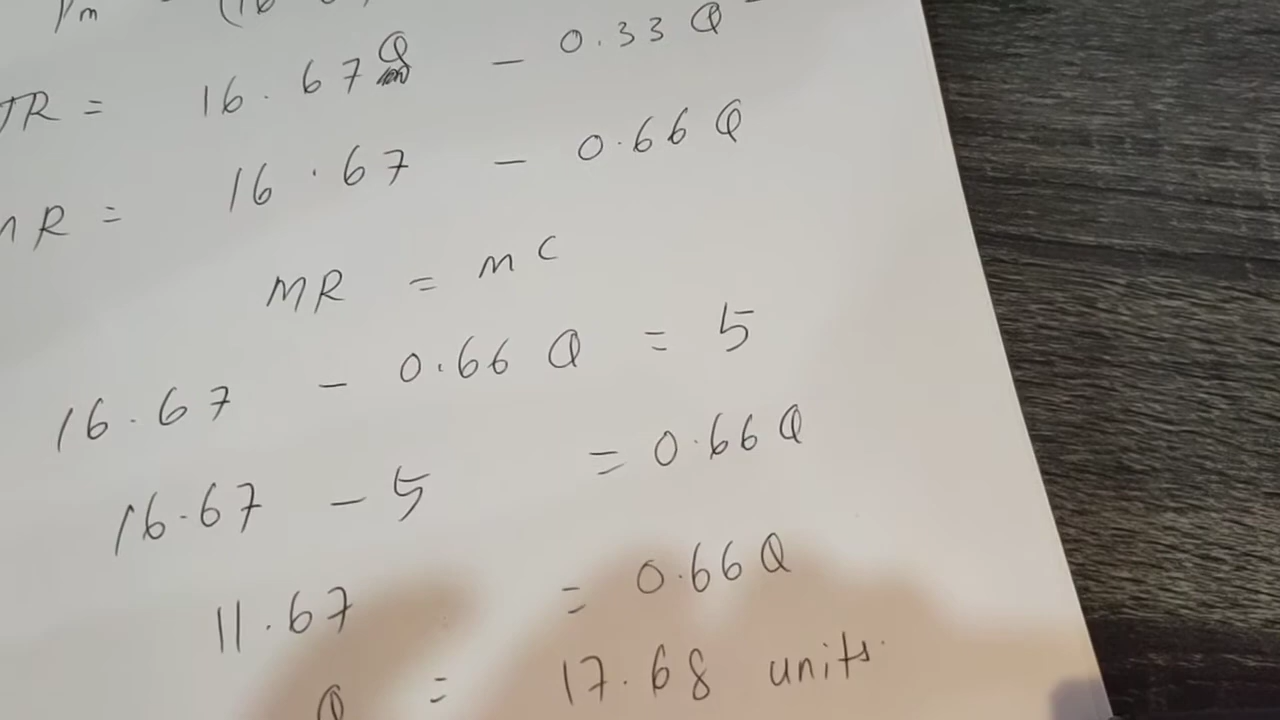 TR = 16.67Q - 0.33Q
MR = 16.67 - 0.66Q
MR = MC
16.67 - 0.66Q = 5
16.67 - 5 = 0.66Q
11.67 = 0.66Q
Q = 17.68 units